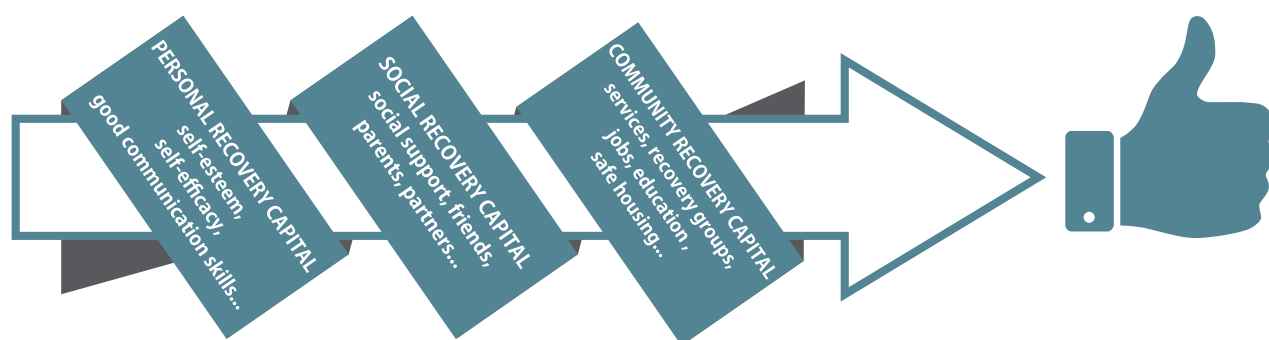 PERSONAL RECOVERY CAPITAL
self-esteem,
self-efficacy,
good communication skills...
SOCIAL RECOVERY CAPITAL
social support, friends,
parents, partners...
COMMUNITY RECOVERY CAPITAL
services, recovery groups,
jobs, education ,
safe housing...